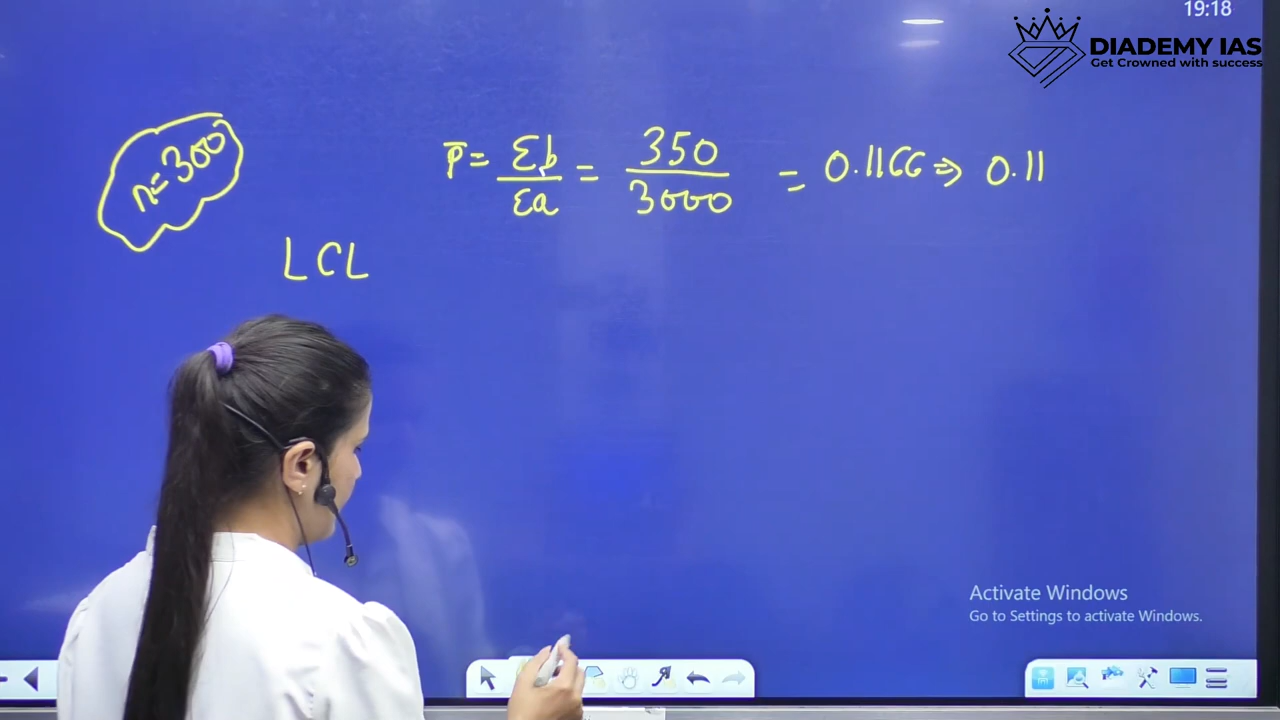 19:18
DIADEMY IAS
Get Crowned with success
n=300
p̅ = Σb/Σa = 350/3000 = 0.1166 ⇒ 0.11
LCL
Activate Windows
Go to Settings to activate Windows.